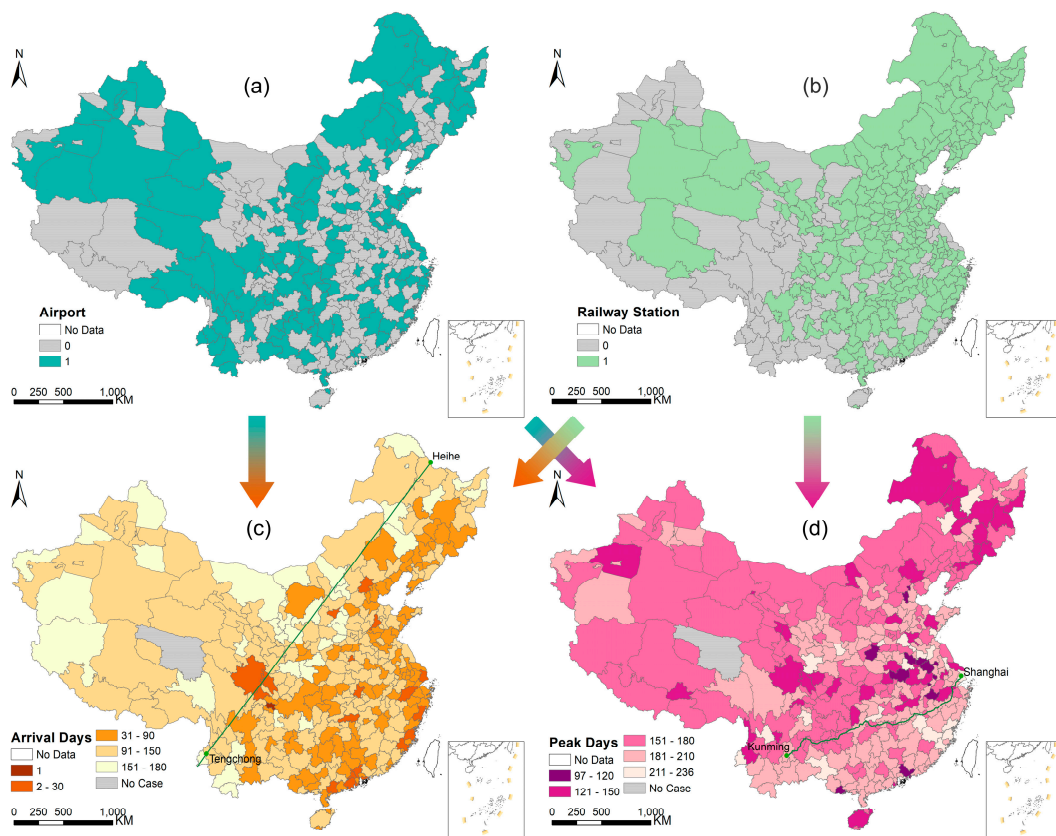 N
(a)
Airport
No Data
0
1
0 250 500 1,000
KM
N
(b)
Railway Station
No Data
0
1
0 250 500 1,000
KM
N
(c)
Heihe
Tengchong
Arrival Days
No Data
1
2 - 30
31 - 90
91 - 150
151 - 180
No Case
0 250 500 1,000
KM
N
(d)
Shanghai
Kunming
Peak Days
No Data
97 - 120
121 - 150
151 - 180
181 - 210
211 - 236
No Case
0 250 500 1,000
KM